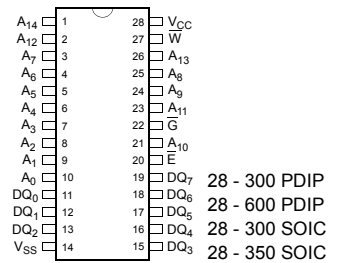 A14 1 28 VCC
A12 2 27 W
A7 3 26 A13
A6 4 25 A8
A5 5 24 A9
A4 6 23 A11
A3 7 22 G
A2 8 21 A10
A1 9 20 E
A0 10 19 DQ7 28 - 300 PDIP
DQ0 11 18 DQ6 28 - 600 PDIP
DQ1 12 17 DQ5 28 - 300 SOIC
DQ2 13 16 DQ4 28 - 350 SOIC
VSS 14 15 DQ3